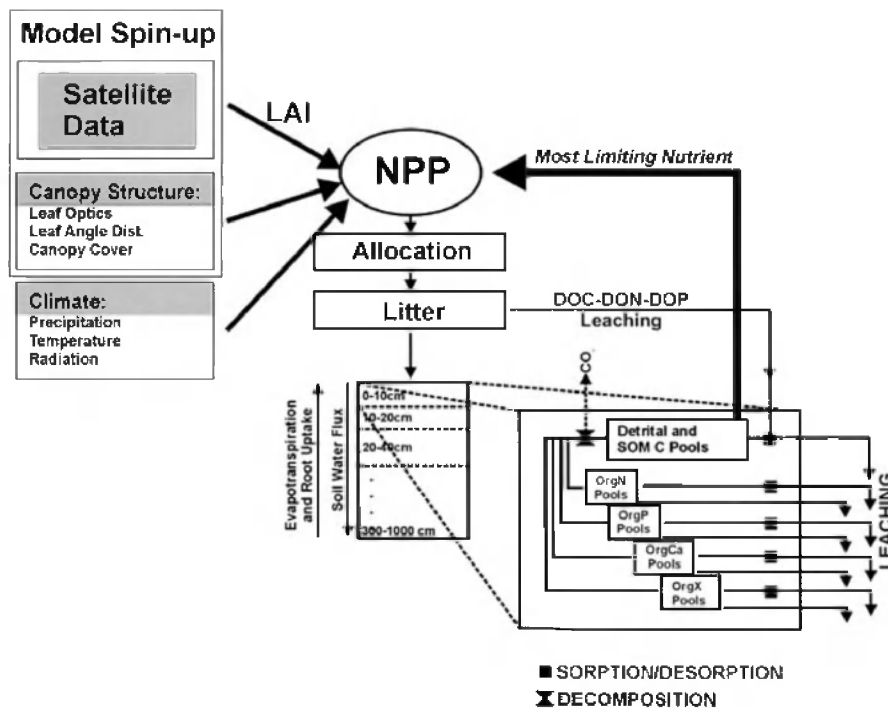 Model Spin-up
Satellite
Data
LAI
NPP
Most Limiting Nutrient
Canopy Structure:
Leaf Optics
Leaf Angle Dist.
Canopy Cover
Allocation
Climate:
Precipitation
Temperature
Radiation
Litter
DOC-DON-DOP
Leaching
CO
Evapotranspiration
and Root Uptake
Soil Water Flux
0-10cm
10-20cm
20-40cm
300-1000 cm
Detrital and
SOM C Pools
OrgN
Pools
OrgP
Pools
OrgCa
Pools
OrgX
Pools
LEACHING
SORPTION/DESORPTION
DECOMPOSITION